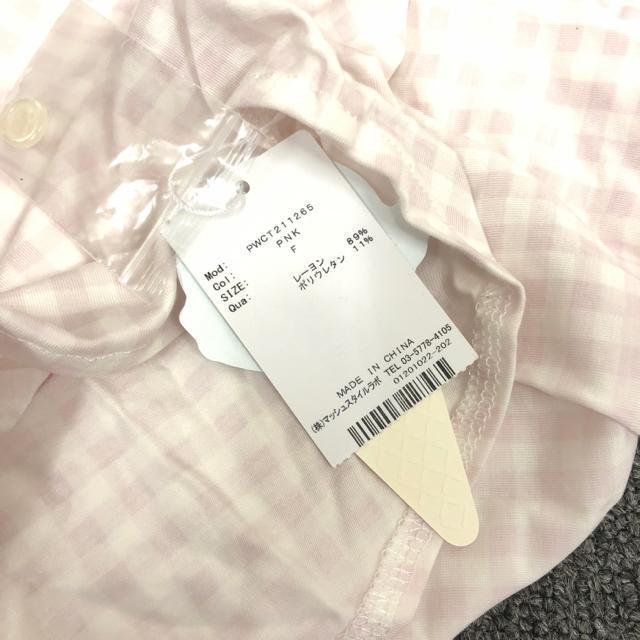 Mod: PWCT211265
Col: PNK
SIZE: F
Qua: レーヨン 89%
ポリウレタン 11%
MADE IN CHINA
(株)マッシュスタイルラボ TEL 03-5778-4105
01201092-202